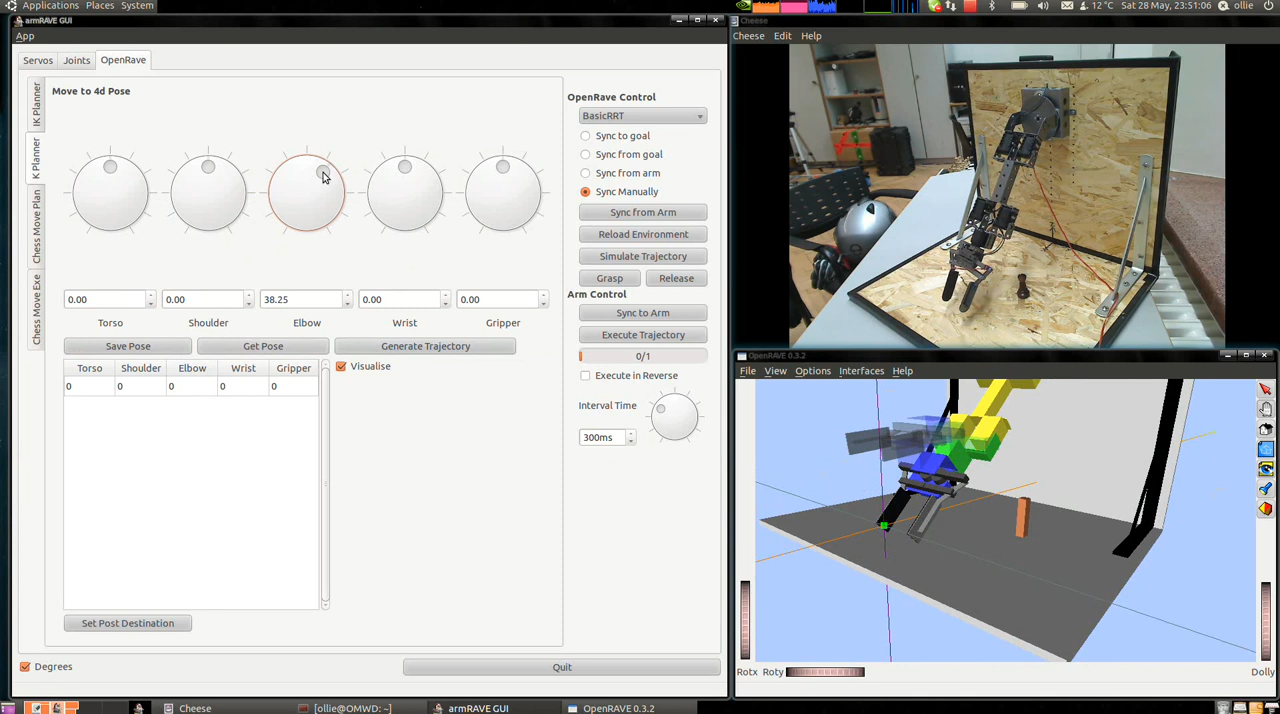 Applications Places System
12 °C Sat 28 May, 23:51:06 ollie
armRAVE GUI
App
Servos Joints OpenRave
IK Planner
K Planner
Chess Move Plan
Chess Move Exe
Move to 4d Pose
0.00 0.00 38.25 0.00 0.00
Torso Shoulder Elbow Wrist Gripper
Save Pose Get Pose Generate Trajectory
Torso Shoulder Elbow Wrist Gripper
0 0 0 0 0
Visualise
Set Post Destination
OpenRave Control
BasicRRT
Sync to goal
Sync from goal
Sync from arm
Sync Manually
Sync from Arm
Reload Environment
Simulate Trajectory
Grasp Release
Arm Control
Sync to Arm
Execute Trajectory
0/1
Execute in Reverse
Interval Time
300ms
Degrees
Quit
Cheese
Cheese Edit Help
OpenRAVE 0.3.2
File View Options Interfaces Help
Rotx Roty Dolly
Cheese [ollie@OMWD: ~] armRAVE GUI OpenRAVE 0.3.2